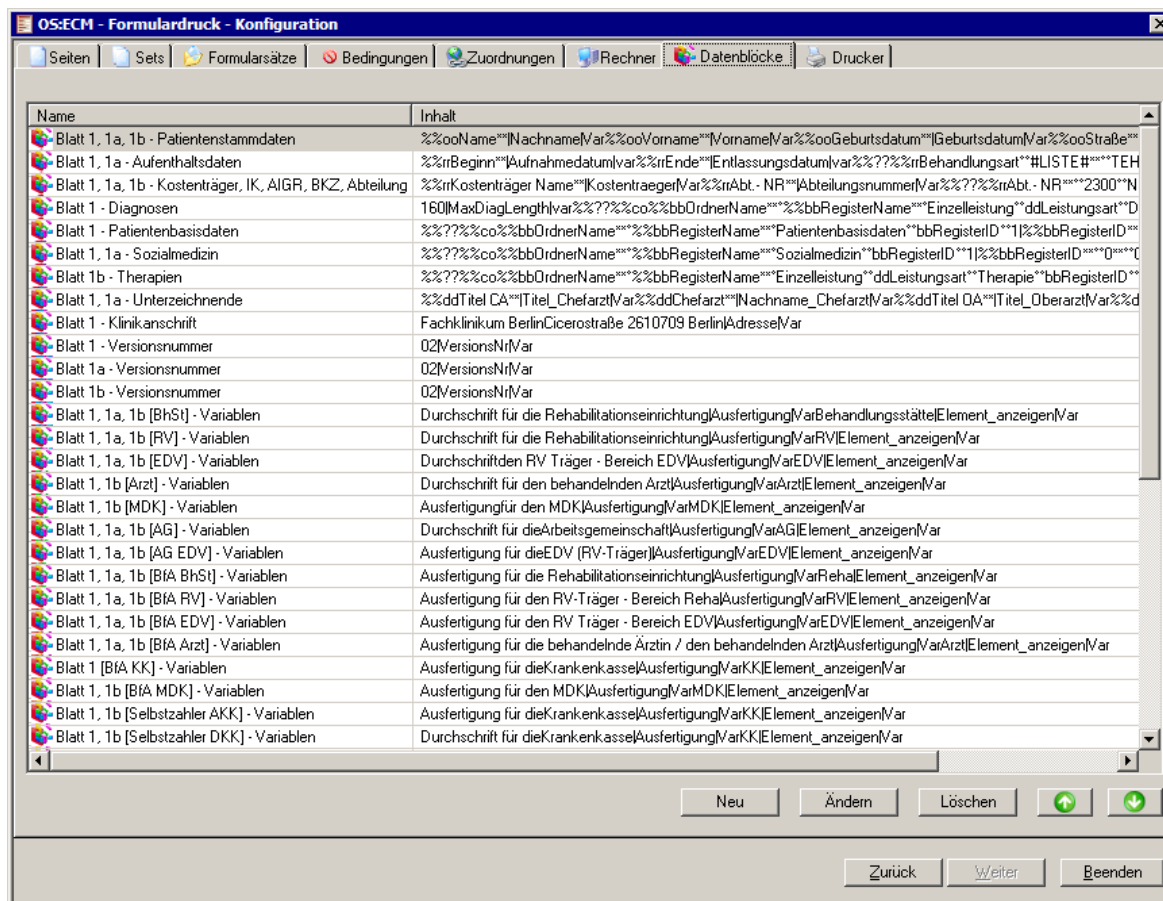 OS:ECM - Formulardruck - Konfiguration
Seiten Sets Formularsätze Bedingungen Zuordnungen Rechner Datenblöcke Drucker
Name Inhalt
Blatt 1, 1a, 1b - Patientenstammdaten %%ooName**|Nachname|Var%%ooVorname**|Vorname|Var%%ooGeburtsdatum**|Geburtsdatum|Var%%ooStraße**
Blatt 1, 1a - Aufenthaltsdaten %%rrBeginn**|Aufnahmedatum|var%%rrEnde**|Entlassungsdatum|var%%??%%rrBehandlungsart**#LISTE#**"TEH
Blatt 1, 1a, 1b - Kostenträger, IK, AIGR, BKZ, Abteilung %%rrKostenträger Name**|Kostentraeger|Var%%rrAbt.- NR**|Abteilungsnummer|Var%%??%%rrAbt.- NR**"*2300**N
Blatt 1 - Diagnosen 160|MaxDiagLength|var%%??%%co%%bbOrdnerName**"*%%bbRegisterName**"Einzelleistung**ddLeistungsart**D
Blatt 1 - Patientenbasisdaten %%??%%co%%bbOrdnerName**"*%%bbRegisterName**"Patientenbasisdaten**bbRegisterID**1|%%bbRegisterID**
Blatt 1, 1a - Sozialmedizin %%??%%co%%bbOrdnerName**"*%%bbRegisterName**"Sozialmedizin**bbRegisterID**1|%%bbRegisterID**"*0**"*0
Blatt 1b - Therapien %%??%%co%%bbOrdnerName**"*%%bbRegisterName**"Einzelleistung**ddLeistungsart**Therapie**bbRegisterID**
Blatt 1, 1a - Unterzeichnende %%ddTitel CA**|Titel_Chefarzt|Var%%ddChefarzt**|Nachname_Chefarzt|Var%%ddTitel OA**|Titel_Oberarzt|Var%%d
Blatt 1 - Klinikanschrift Fachklinikum BerlinCicerostraße 2610709 Berlin|Adresse|Var
Blatt 1 - Versionsnummer 02|VersionsNr|Var
Blatt 1a - Versionsnummer 02|VersionsNr|Var
Blatt 1b - Versionsnummer 02|VersionsNr|Var
Blatt 1, 1a, 1b [BhSt] - Variablen Durchschrift für die Rehabilitationseinrichtung|Ausfertigung|VarBehandlungsstätte|Element_anzeigen|Var
Blatt 1, 1a, 1b [RV] - Variablen Durchschrift für die Rehabilitationseinrichtung|Ausfertigung|VarRV|Element_anzeigen|Var
Blatt 1, 1a, 1b [EDV] - Variablen Durchschriftden RV Träger - Bereich EDV|Ausfertigung|VarEDV|Element_anzeigen|Var
Blatt 1, 1b [Arzt] - Variablen Durchschrift für den behandelnden Arzt|Ausfertigung|VarArzt|Element_anzeigen|Var
Blatt 1, 1b [MDK] - Variablen Ausfertigungfür den MDK|Ausfertigung|VarMDK|Element_anzeigen|Var
Blatt 1, 1a, 1b [AG] - Variablen Durchschrift für dieArbeitsgemeinschaft|Ausfertigung|VarAG|Element_anzeigen|Var
Blatt 1, 1a, 1b [AG EDV] - Variablen Ausfertigung für dieEDV (RV-Träger)|Ausfertigung|VarEDV|Element_anzeigen|Var
Blatt 1, 1a, 1b [BfA BhSt] - Variablen Ausfertigung für die Rehabilitationseinrichtung|Ausfertigung|VarReha|Element_anzeigen|Var
Blatt 1, 1a, 1b [BfA RV] - Variablen Ausfertigung für den RV-Träger - Bereich Reha|Ausfertigung|VarRV|Element_anzeigen|Var
Blatt 1, 1a, 1b [BfA EDV] - Variablen Ausfertigung für den RV Träger - Bereich EDV|Ausfertigung|VarEDV|Element_anzeigen|Var
Blatt 1, 1a, 1b [BfA Arzt] - Variablen Ausfertigung für die behandelnde Ärztin / den behandelnden Arzt|Ausfertigung|VarArzt|Element_anzeigen|Var
Blatt 1 [BfA KK] - Variablen Ausfertigung für dieKrankenkasse|Ausfertigung|VarKK|Element_anzeigen|Var
Blatt 1, 1b [BfA MDK] - Variablen Ausfertigung für den MDK|Ausfertigung|VarMDK|Element_anzeigen|Var
Blatt 1, 1b [Selbstzahler AKK] - Variablen Ausfertigung für dieKrankenkasse|Ausfertigung|VarKK|Element_anzeigen|Var
Blatt 1, 1b [Selbstzahler DKK] - Variablen Durchschrift für dieKrankenkasse|Ausfertigung|VarKK|Element_anzeigen|Var
Neu Ändern Löschen
Zurück Weiter Beenden